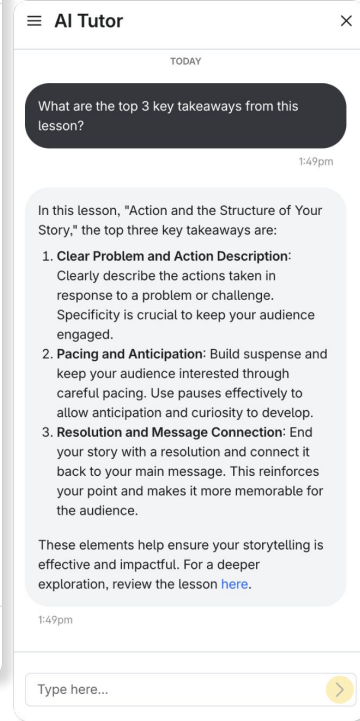 AI Tutor
TODAY
What are the top 3 key takeaways from this
lesson?
1:49pm
In this lesson, "Action and the Structure of Your
Story," the top three key takeaways are:
1. Clear Problem and Action Description:
Clearly describe the actions taken in
response to a problem or challenge.
Specificity is crucial to keep your audience
engaged.
2. Pacing and Anticipation: Build suspense and
keep your audience interested through
careful pacing. Use pauses effectively to
allow anticipation and curiosity to develop.
3. Resolution and Message Connection: End
your story with a resolution and connect it
back to your main message. This reinforces
your point and makes it more memorable for
the audience.
These elements help ensure your storytelling is
effective and impactful. For a deeper
exploration, review the lesson here.
1:49pm
Type here...